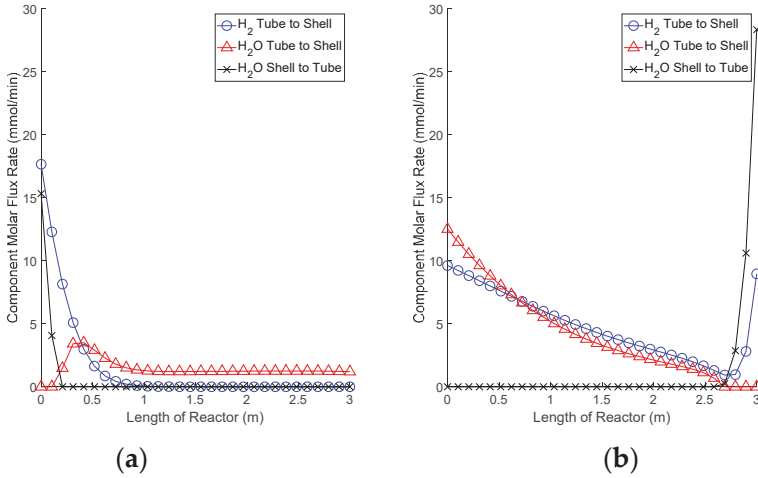 30
25
20
15
10
5
0
0 0.5 1 1.5 2 2.5 3
Component Molar Flux Rate (mmol/min)
Length of Reactor (m)
H2 Tube to Shell
H2O Tube to Shell
H2O Shell to Tube
(a)
30
25
20
15
10
5
0
0 0.5 1 1.5 2 2.5 3
Component Molar Flux Rate (mmol/min)
Length of Reactor (m)
H2 Tube to Shell
H2O Tube to Shell
H2O Shell to Tube
(b)